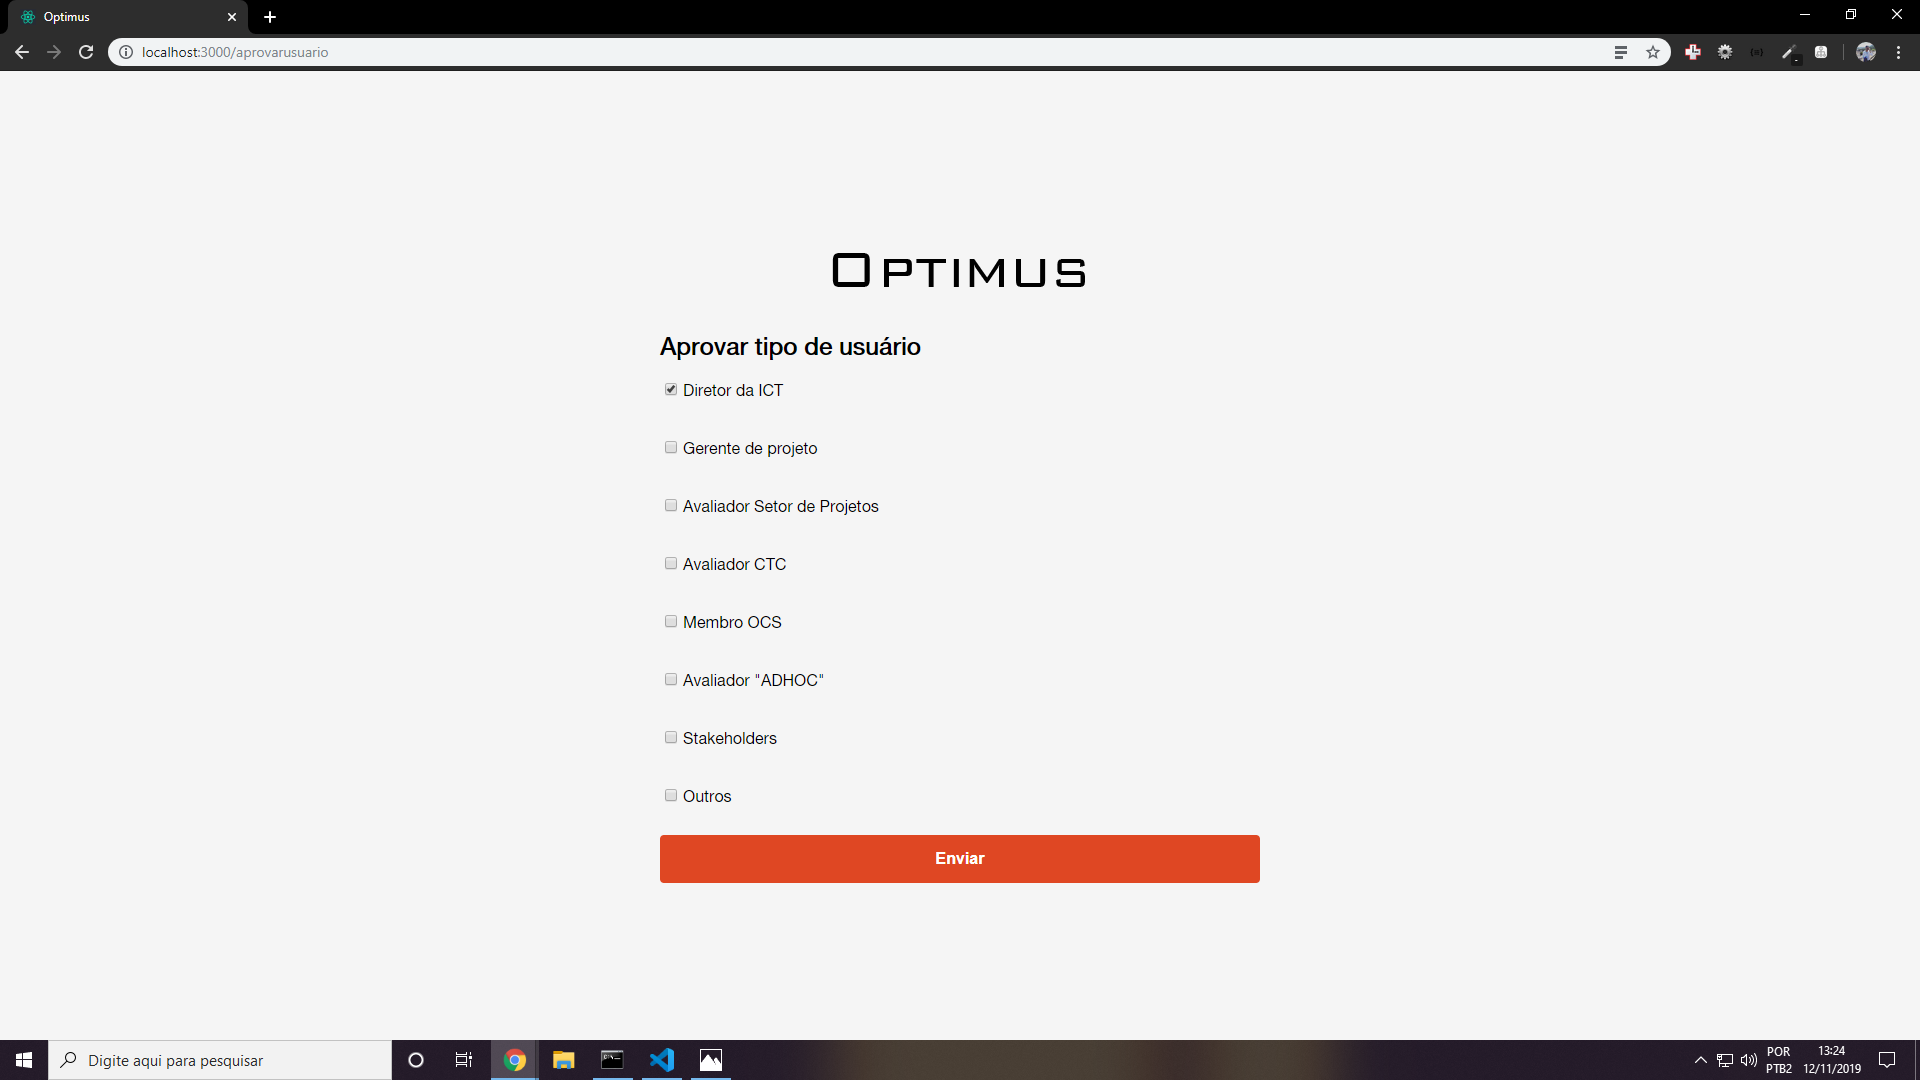 Optimus
localhost:3000/aprovarusuario
OPTIMUS
Aprovar tipo de usuário
Diretor da ICT
Gerente de projeto
Avaliador Setor de Projetos
Avaliador CTC
Membro OCS
Avaliador "ADHOC"
Stakeholders
Outros
Enviar
Digite aqui para pesquisar
POR
PTB2
13:24
12/11/2019